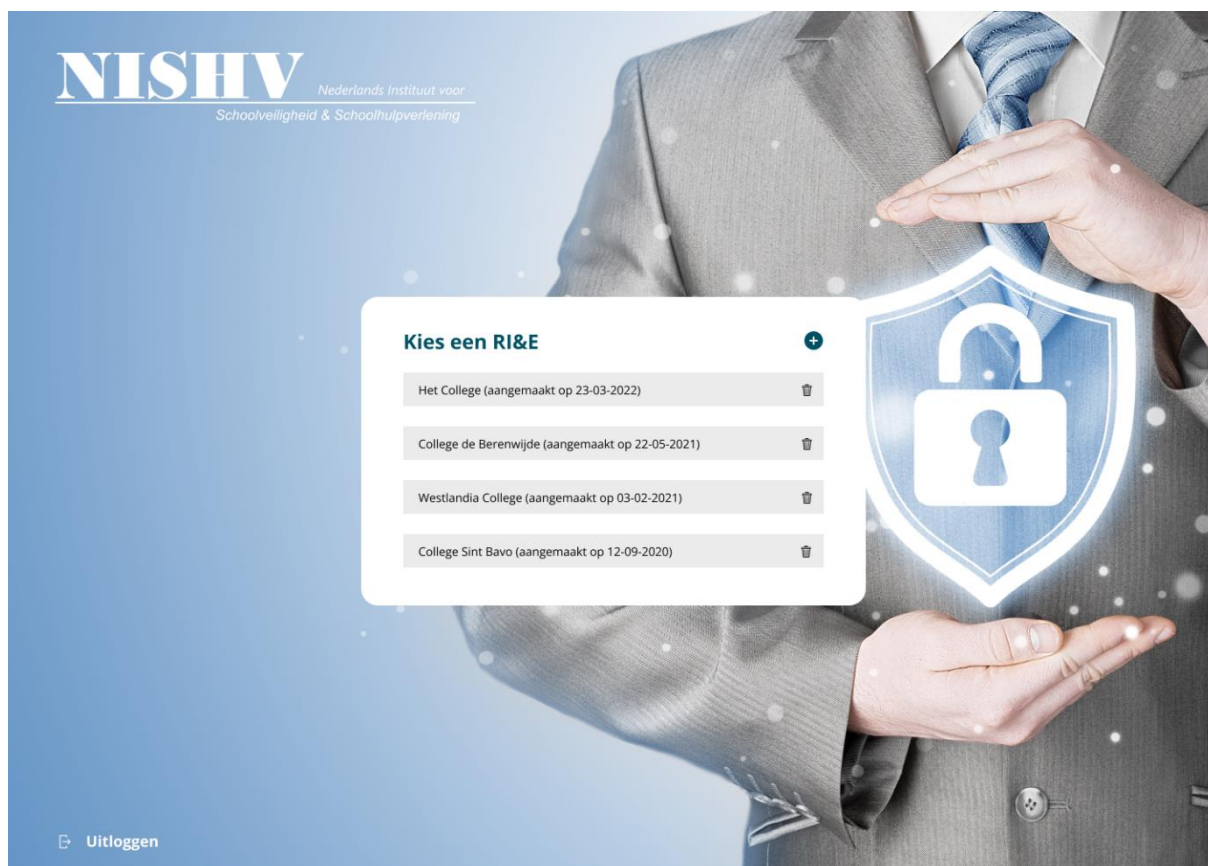 NISHV
Nederlands Instituut voor
Schoolveiligheid & Schoolhulpverlening
Kies een RI&E
Het College (aangemaakt op 23-03-2022)
College de Berenwijde (aangemaakt op 22-05-2021)
Westlandia College (aangemaakt op 03-02-2021)
College Sint Bavo (aangemaakt op 12-09-2020)
Uitloggen